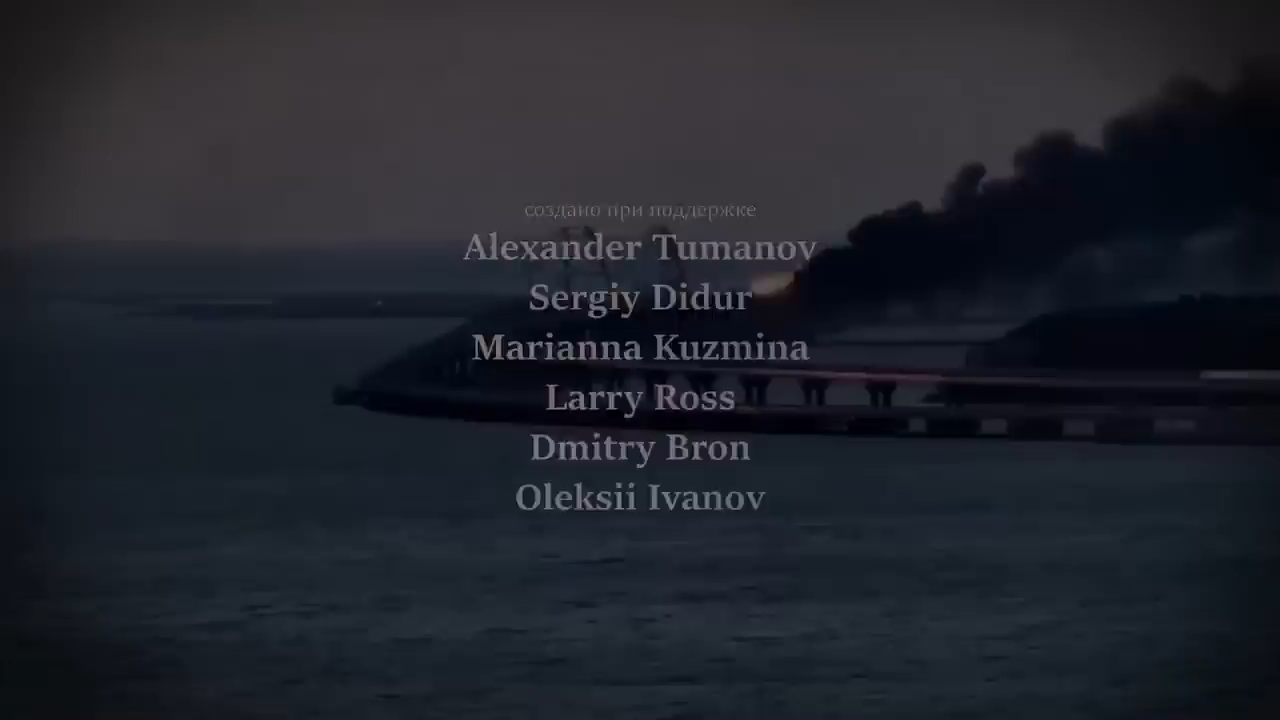 создано при поддержке
Alexander Tumanov
Sergiy Didur
Marianna Kuzmina
Larry Ross
Dmitry Bron
Oleksii Ivanov